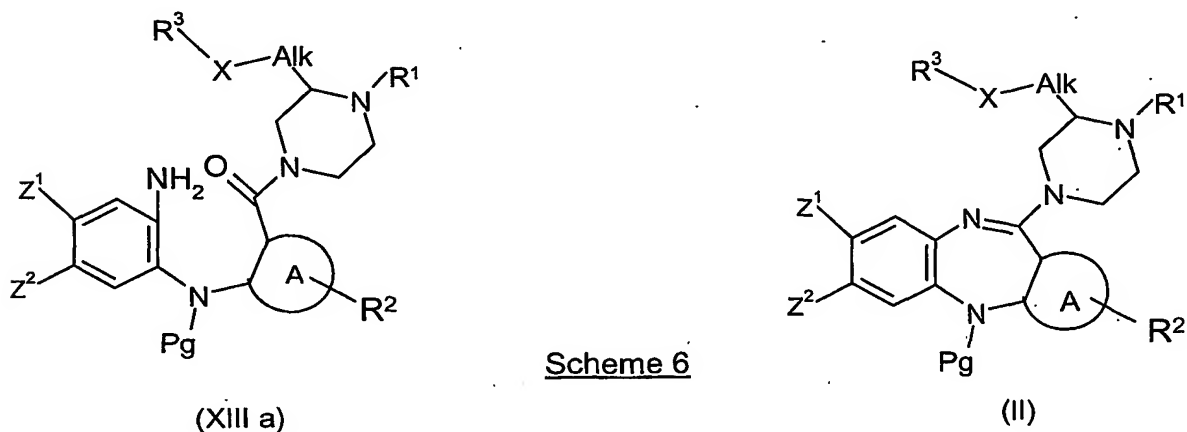 R³ X Alk N R¹
O N
Z¹ NH₂
Z² N A R²
Pg
(XIII a)
Scheme 6
R³ X Alk N R¹
N
Z¹ N
Z² N A R²
Pg
(II)